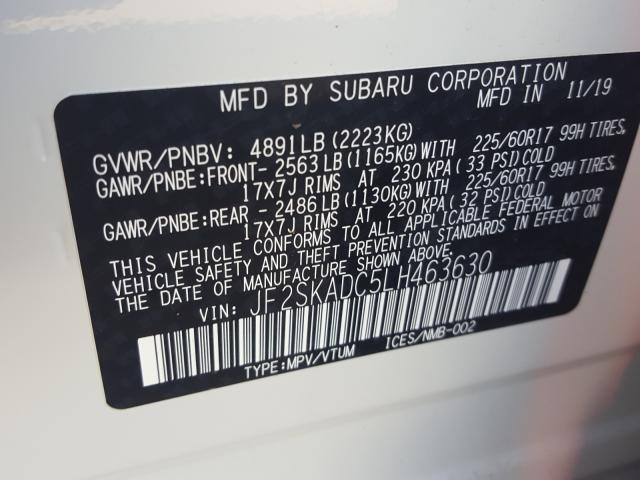 MFD BY SUBARU CORPORATION
MFD IN 11/19
GVWR/PNBV: 4891LB (2223KG)
GAWR/PNBE:FRONT- 2563LB (1165KG) WITH 225/60R17 99H TIRES,
17X7J RIMS AT 230 KPA (33 PSI) COLD
GAWR/PNBE:REAR - 2486LB (1130KG) WITH 225/60R17 99H TIRES,
17X7J RIMS AT 220 KPA (32 PSI) COLD
THIS VEHICLE CONFORMS TO ALL APPLICABLE FEDERAL MOTOR
VEHICLE SAFETY AND THEFT PREVENTION STANDARDS IN EFFECT
ON THE DATE OF MANUFACTURE SHOWN ABOVE.
VIN: JF2SKADC5LH463630
TYPE:MPV/VTUM ICES/NMB-002